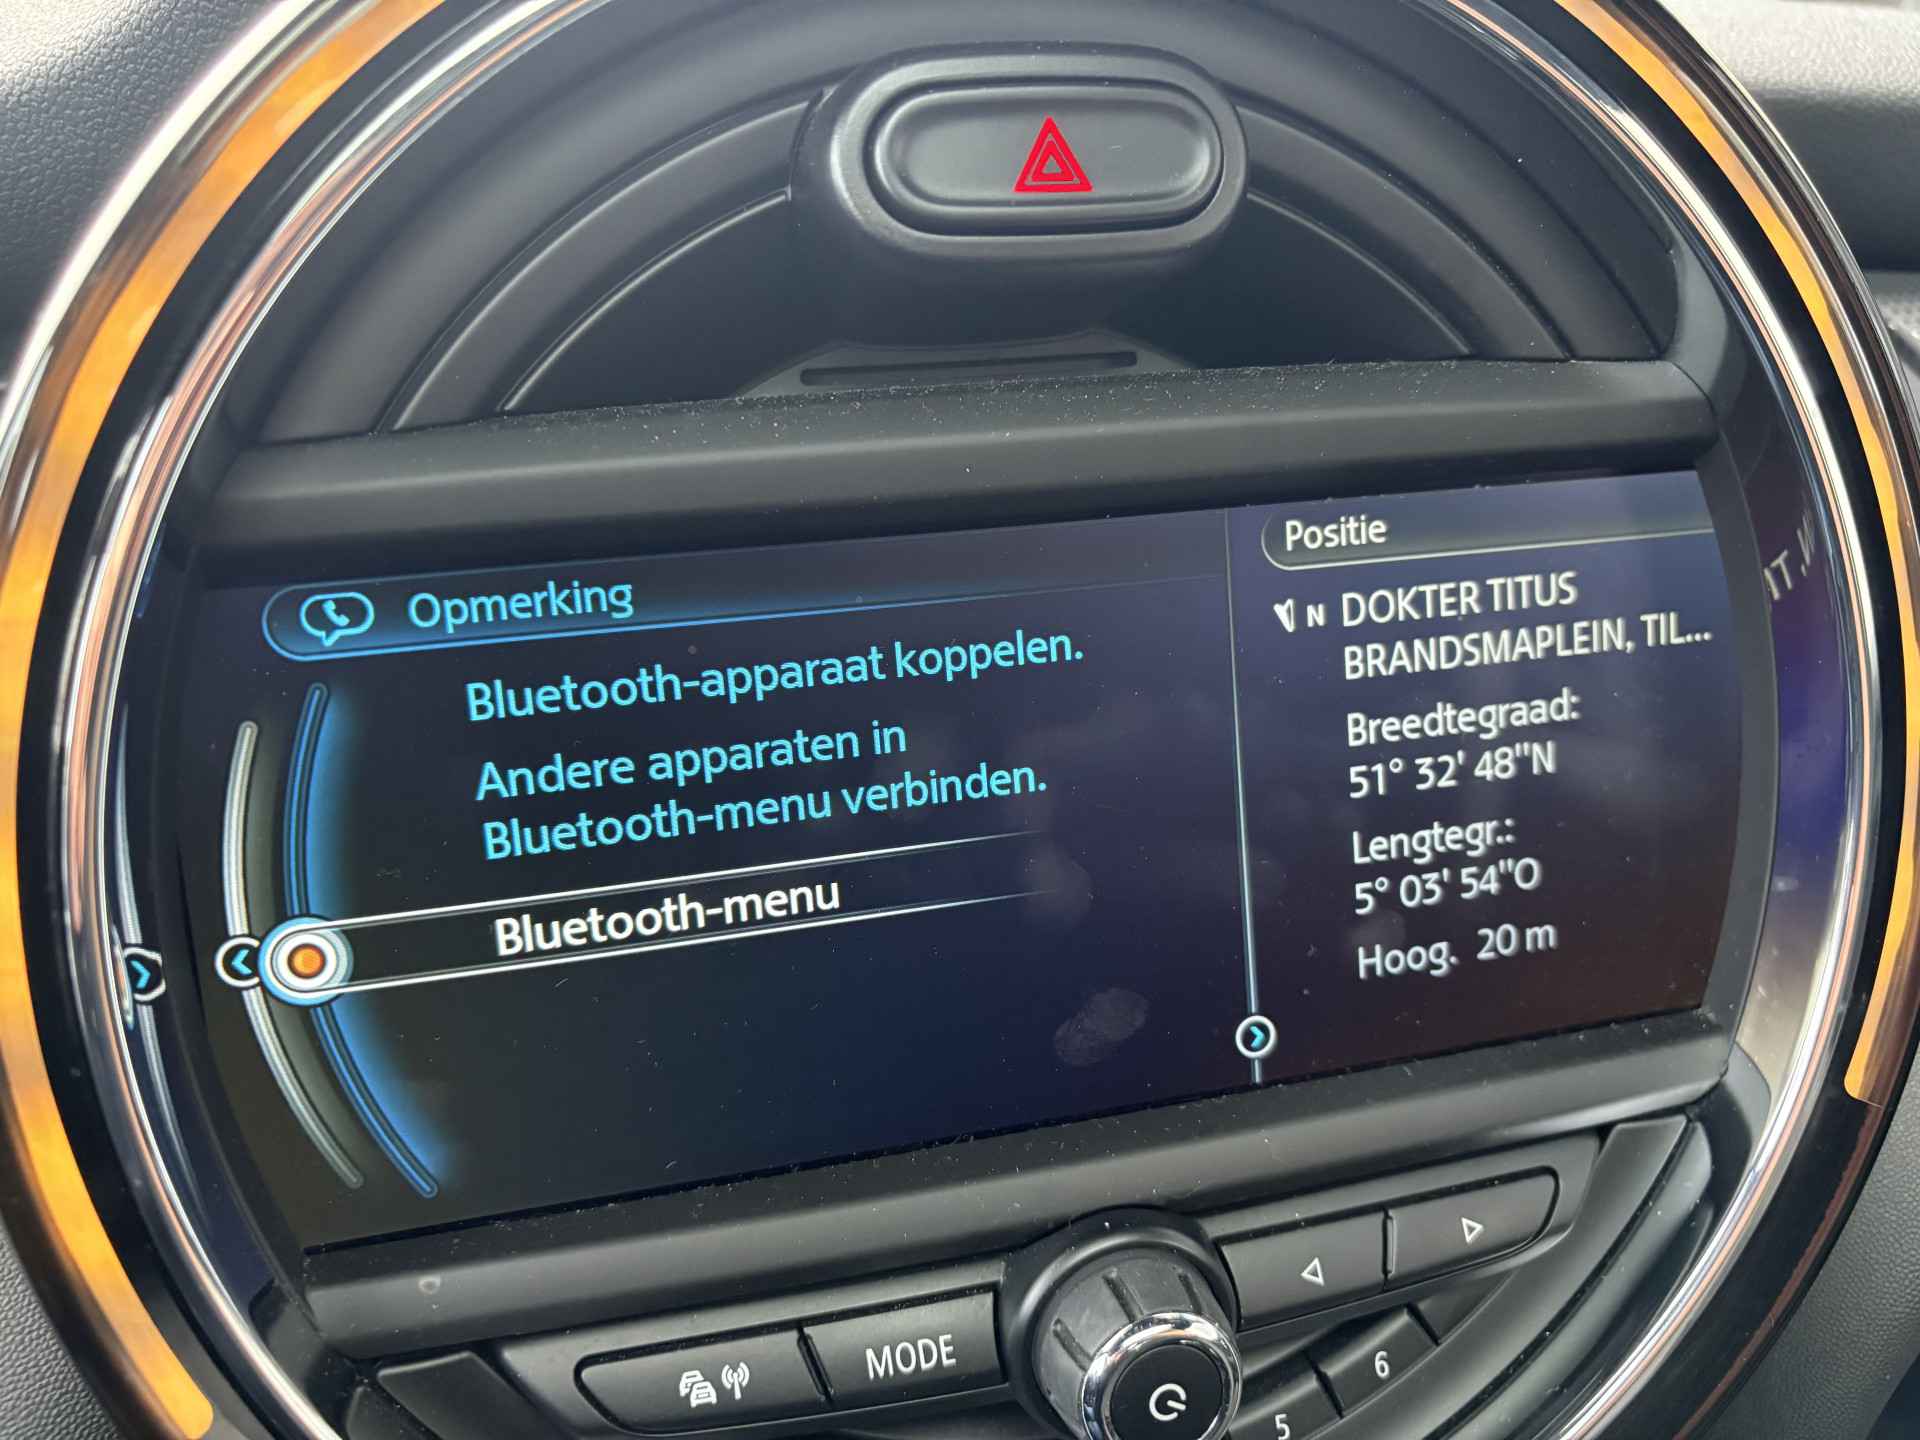 Opmerking
Bluetooth-apparaat koppelen.
Andere apparaten in
Bluetooth-menu verbinden.
Bluetooth-menu
Positie
N DOKTER TITUS
BRANDSMAPLEIN, TIL...
Breedtegraad:
51° 32' 48"N
Lengtegr.:
5° 03' 54"O
Hoog. 20 m
MODE
5
6